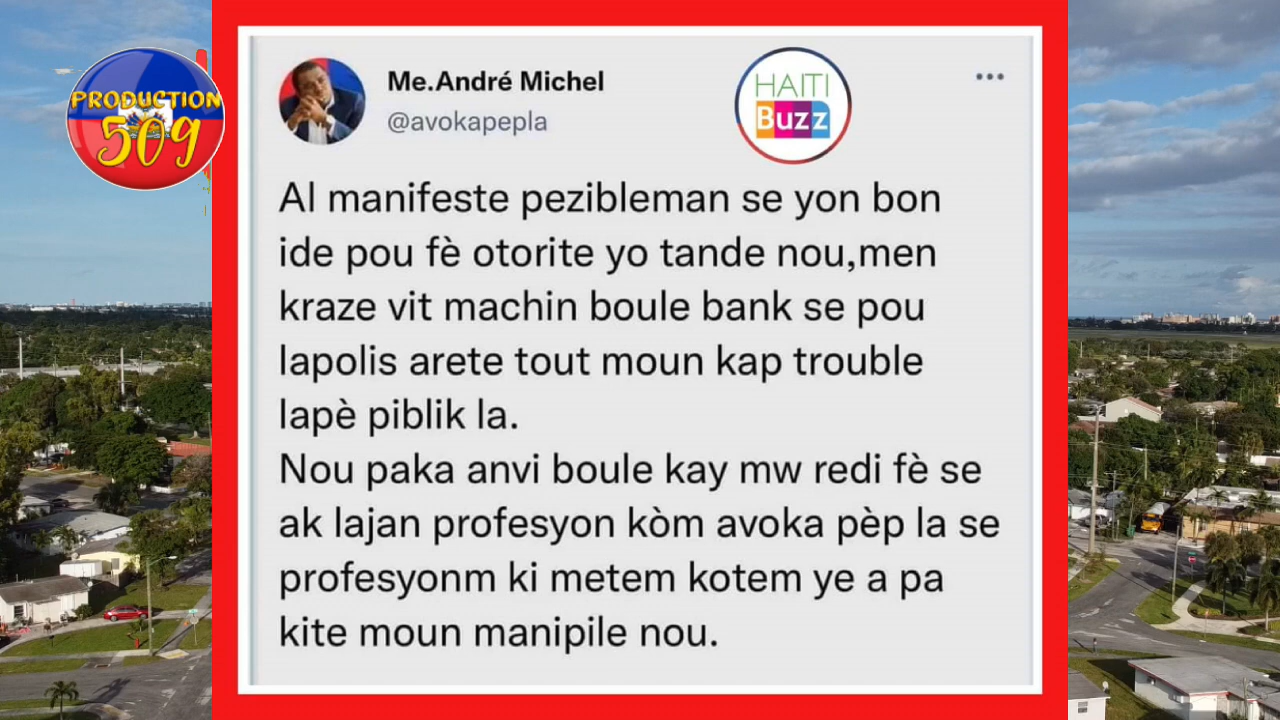 PRODUCTION
509
Me.André Michel
@avokapepla
HAITI
Buzz
Al manifeste pezibleman se yon bon
ide pou fè otorite yo tande nou,men
kraze vit machin boule bank se pou
lapolis arete tout moun kap trouble
lapè piblik la.
Nou paka anvi boule kay mw redi fè se
ak lajan profesyon kòm avoka pèp la se
profesyonm ki metem kotem ye a pa
kite moun manipile nou.